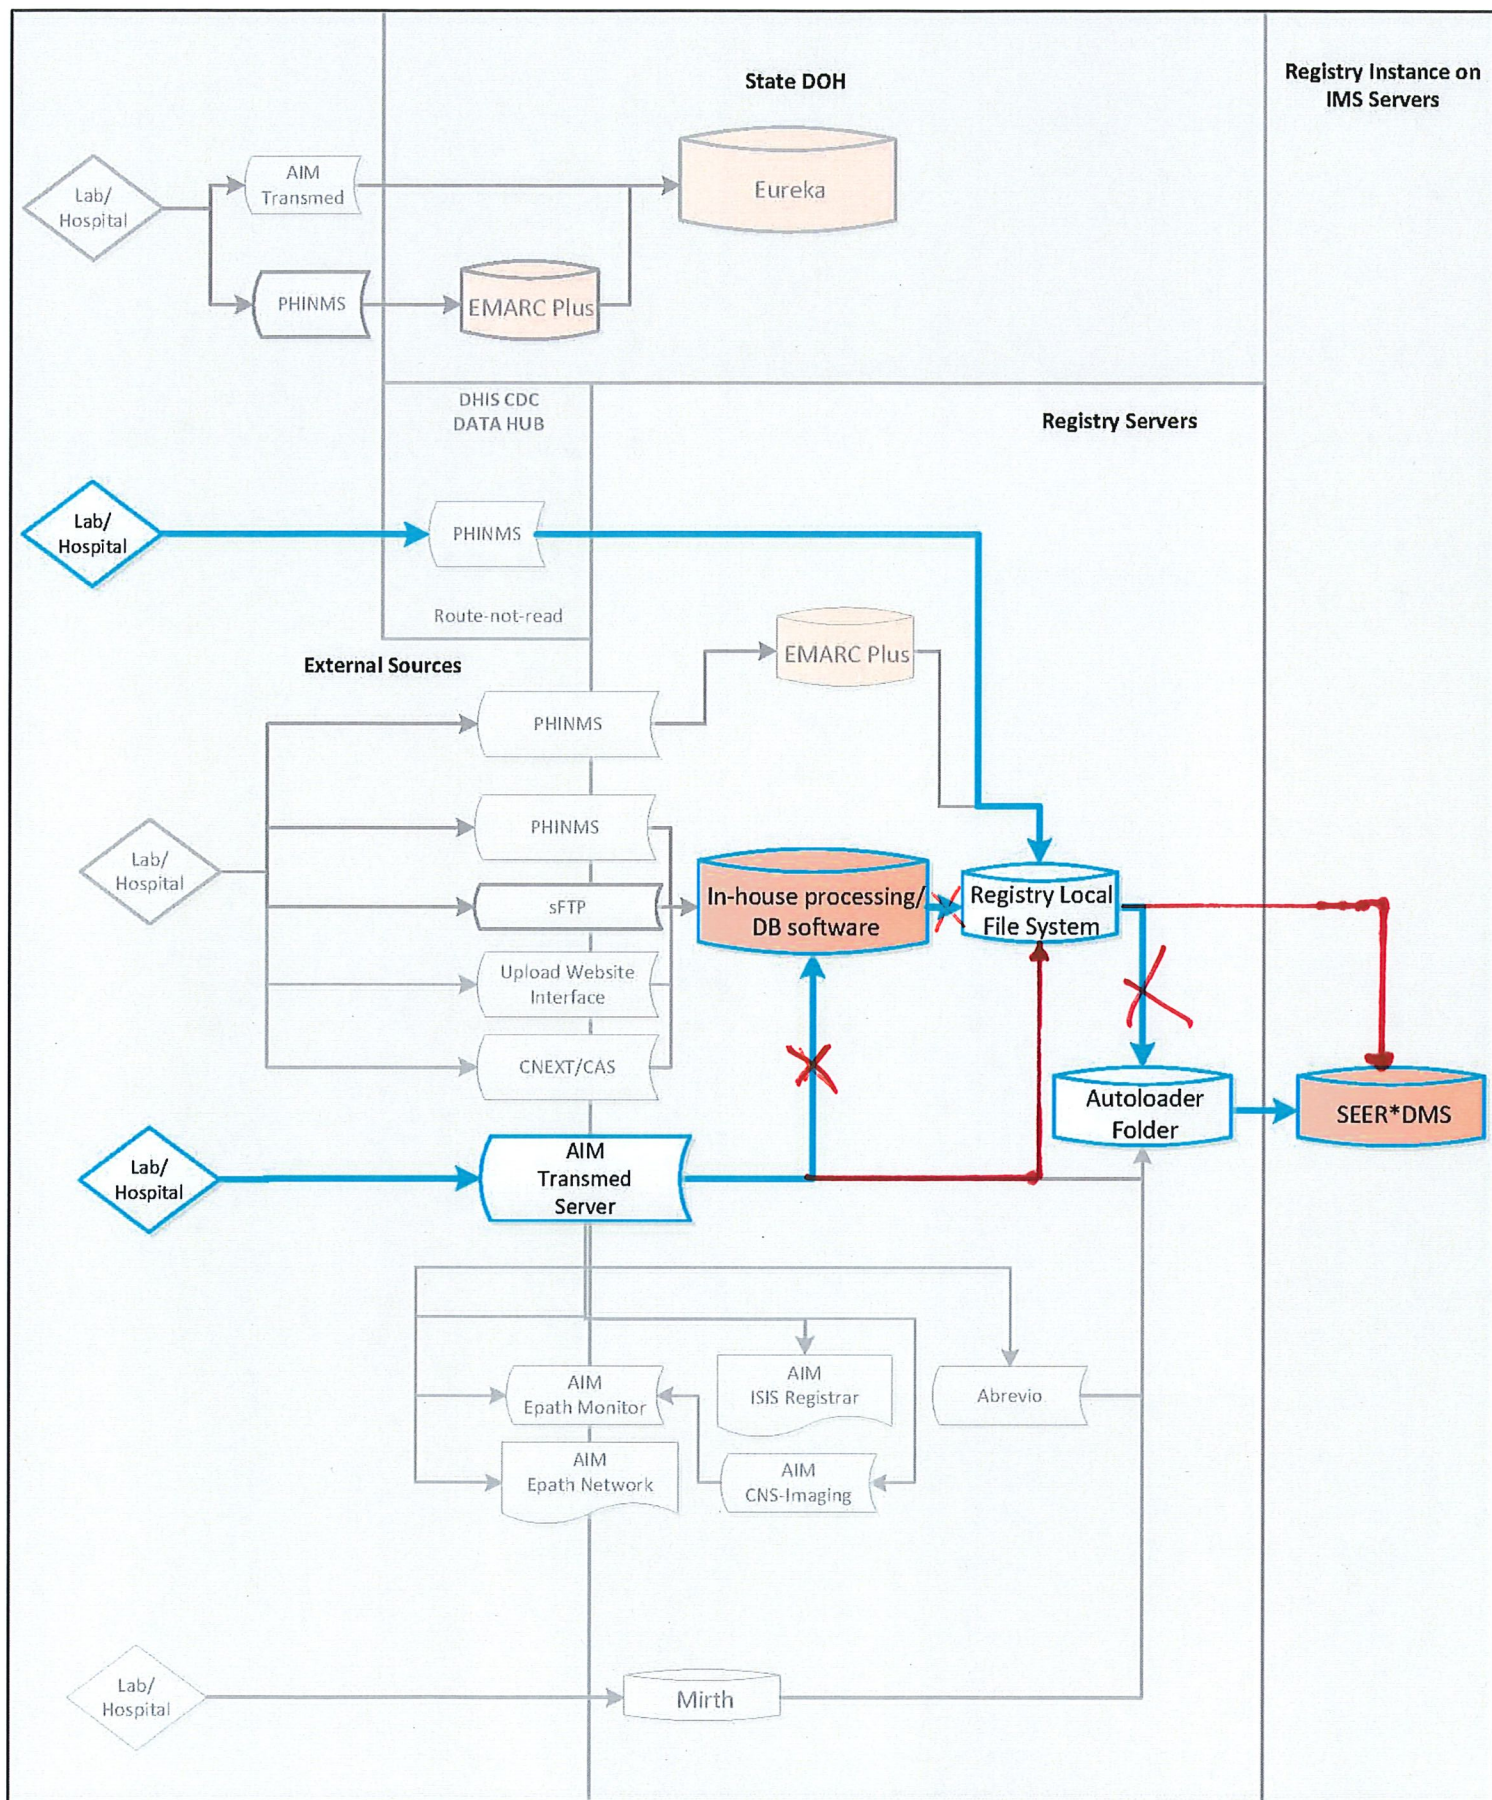 State DOH
Registry Instance on
IMS Servers
Lab/
Hospital
AIM
Transmed
Eureka
PHINMS
EMARC Plus
DHIS CDC
DATA HUB
Registry Servers
Lab/
Hospital
PHINMS
Route-not-read
EMARC Plus
External Sources
PHINMS
PHINMS
Lab/
Hospital
sFTP
In-house processing/
DB software
Registry Local
File System
Upload Website
Interface
CNEXT/CAS
Autoloader
Folder
SEER*DMS
Lab/
Hospital
AIM
Transmed
Server
AIM
Epath Monitor
AIM
ISIS Registrar
Abrevio
AIM
Epath Network
AIM
CNS-Imaging
Lab/
Hospital
Mirth